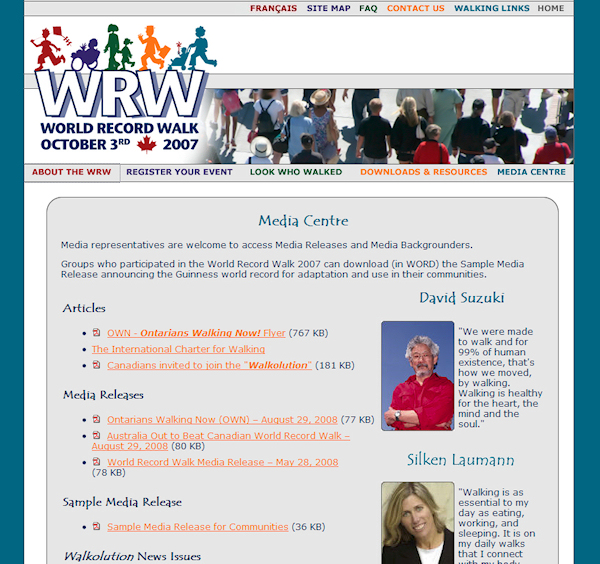 FRANÇAIS SITE MAP FAQ CONTACT US WALKING LINKS HOME
WRW
WORLD RECORD WALK
OCTOBER 3RD 2007
ABOUT THE WRW REGISTER YOUR EVENT LOOK WHO WALKED DOWNLOADS & RESOURCES MEDIA CENTRE
Media Centre
Media representatives are welcome to access Media Releases and Media Backgrounders.
Groups who participated in the World Record Walk 2007 can download (in WORD) the Sample Media
Release announcing the Guinness world record for adaptation and use in their communities.
Articles
OWN - Ontarians Walking Now! Flyer (767 KB)
The International Charter for Walking
Canadians invited to join the "Walkolution" (181 KB)
Media Releases
Ontarians Walking Now (OWN) – August 29, 2008 (77 KB)
Australia Out to Beat Canadian World Record Walk –
August 29, 2008 (80 KB)
World Record Walk Media Release – May 28, 2008
(78 KB)
Sample Media Release
Sample Media Release for Communities (36 KB)
Walkolution News Issues
David Suzuki
"We were made
to walk and for
99% of human
existence, that's
how we moved,
by walking.
Walking is healthy
for the heart, the
mind and the
soul."
Silken Laumann
"Walking is as
essential to my
day as eating,
working, and
sleeping. It is on
my daily walks
that I connect
with my body